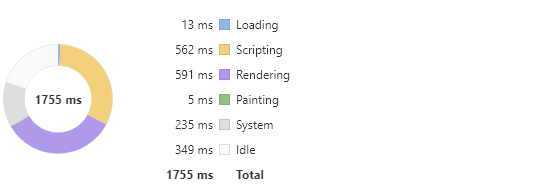 13 ms Loading
562 ms Scripting
591 ms Rendering
1755 ms
5 ms Painting
235 ms System
349 ms Idle
1755 ms Total